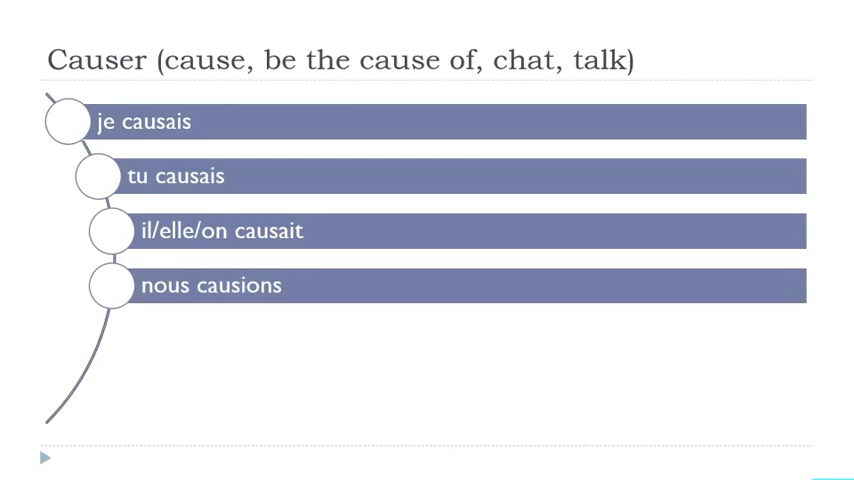 Causer (cause, be the cause of, chat, talk)
je causais
tu causais
il/elle/on causait
nous causions